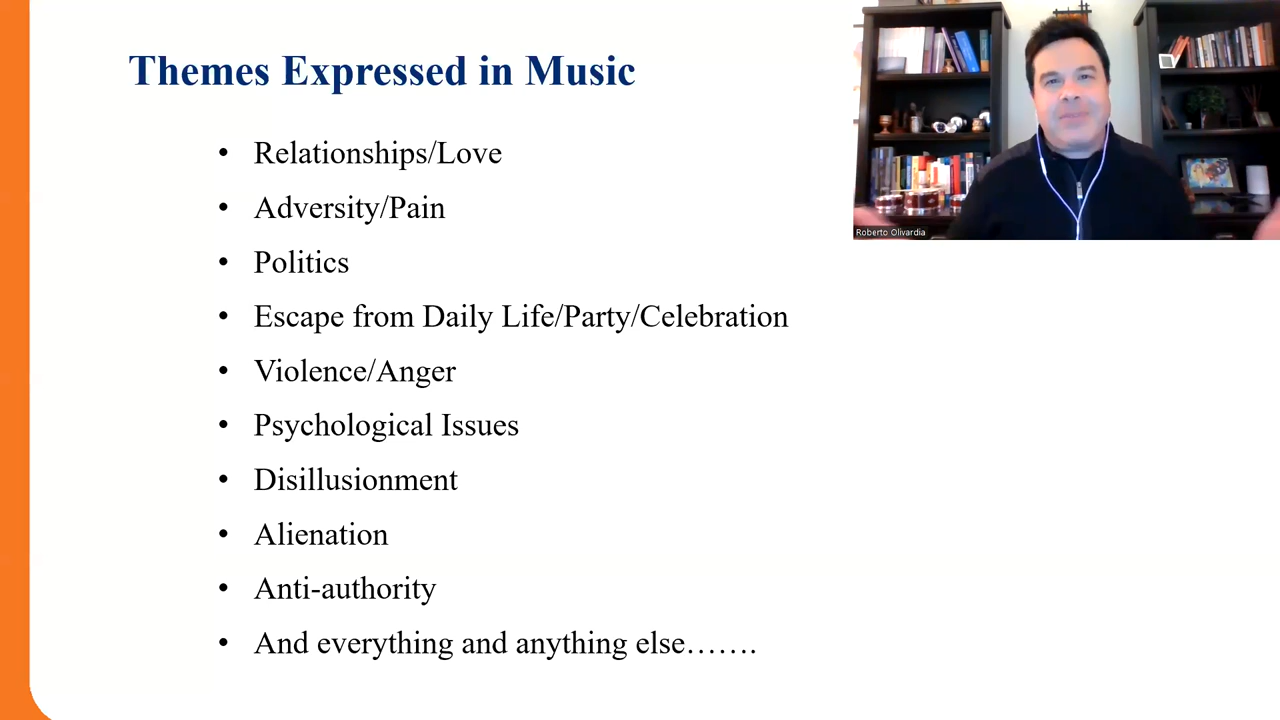 Themes Expressed in Music
• Relationships/Love
• Adversity/Pain
• Politics
• Escape from Daily Life/Party/Celebration
• Violence/Anger
• Psychological Issues
• Disillusionment
• Alienation
• Anti-authority
• And everything and anything else…….
Roberto Olivardia